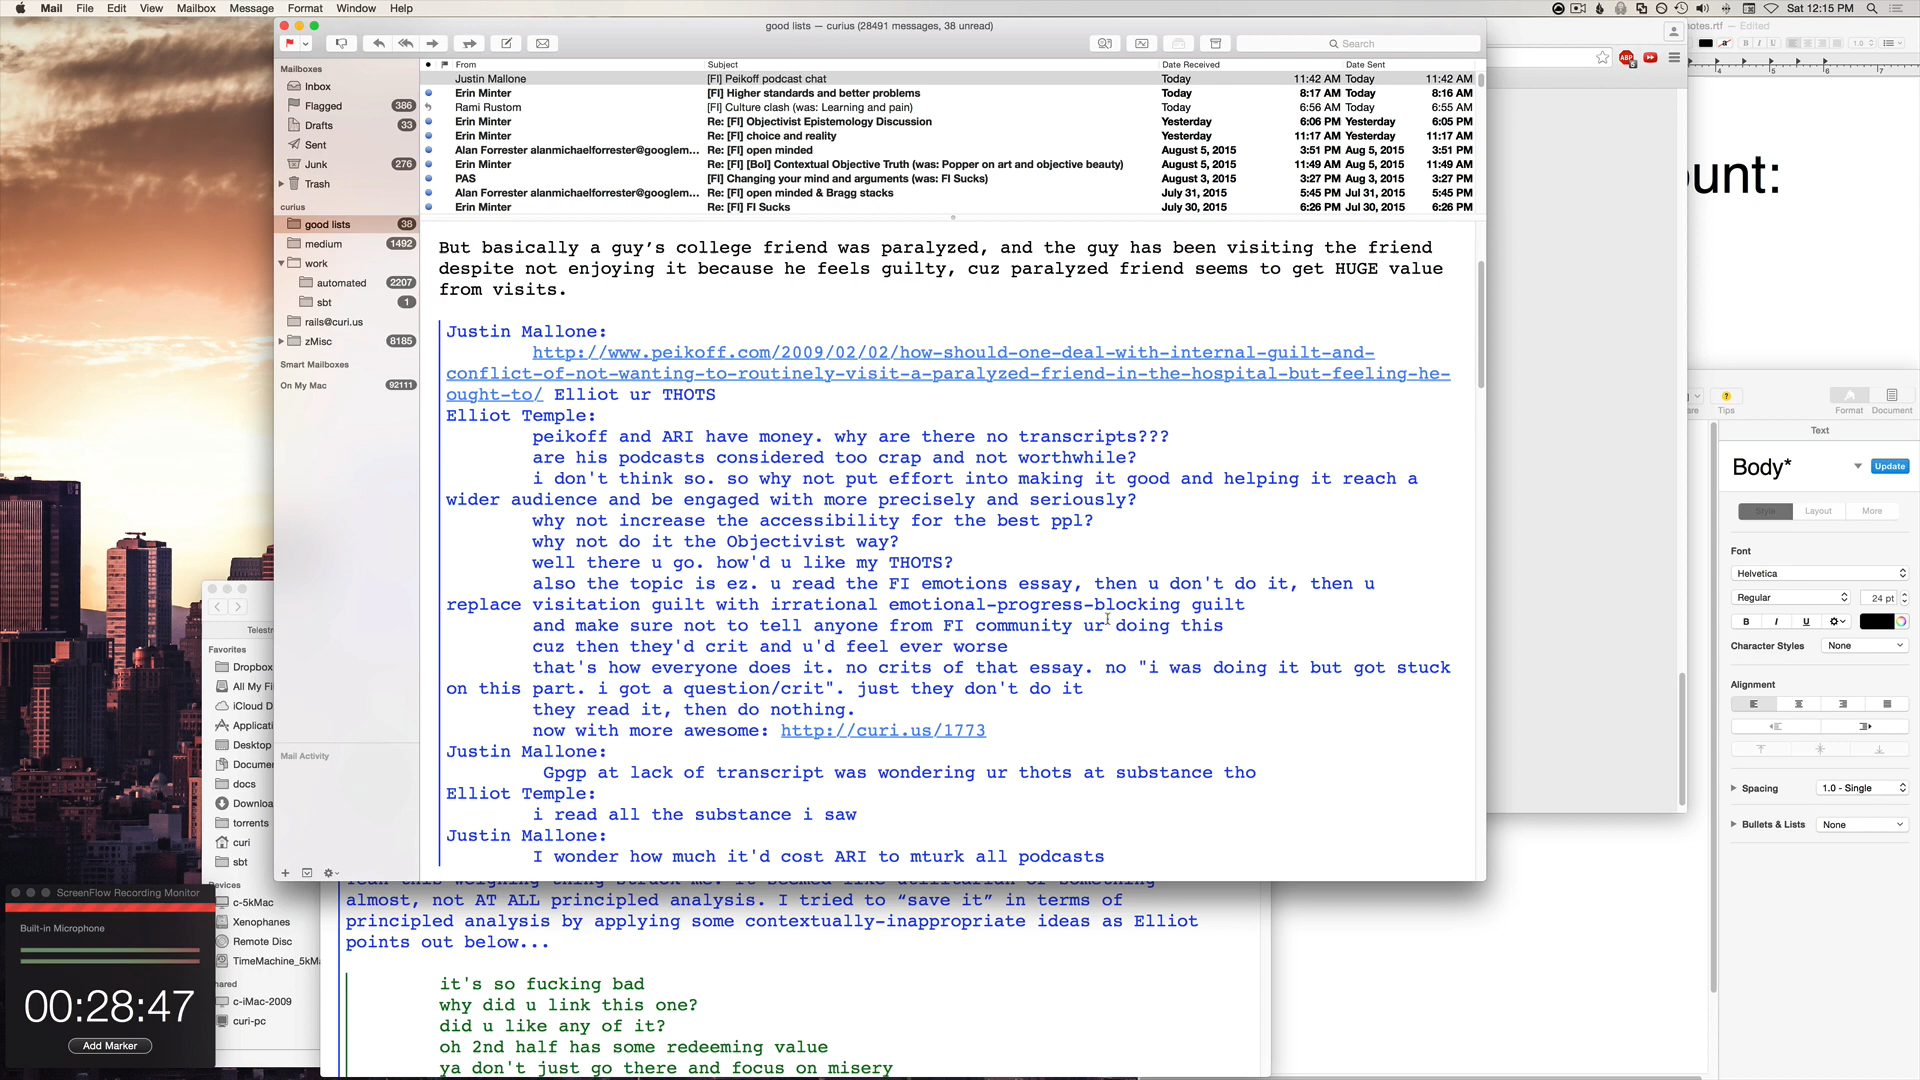 Mail File Edit View Mailbox Message Format Window Help
Sat 12:15 PM
good lists — curius (28491 messages, 38 unread)
notes.rtf — Edited
Search
Mailboxes
Inbox
Flagged 386
Drafts 33
Sent
Junk 276
Trash
curius
good lists 38
medium 1492
work
automated 2207
sbt 1
rails@curi.us
zMisc 8185
Smart Mailboxes
On My Mac 92111
Mail Activity
From Subject Date Received Date Sent
Justin Mallone [FI] Peikoff podcast chat Today 11:42 AM Today 11:42 AM
Erin Minter [FI] Higher standards and better problems Today 8:17 AM Today 8:16 AM
Rami Rustom [FI] Culture clash (was: Learning and pain) Today 6:56 AM Today 6:55 AM
Erin Minter Re: [FI] Objectivist Epistemology Discussion Yesterday 6:06 PM Yesterday 6:05 PM
Erin Minter Re: [FI] choice and reality Yesterday 11:17 AM Yesterday 11:17 AM
Alan Forrester alanmichaelforrester@googlem... Re: [FI] open minded August 5, 2015 3:51 PM Aug 5, 2015 3:51 PM
Erin Minter Re: [FI] [BoI] Contextual Objective Truth (was: Popper on art and objective beauty) August 5, 2015 11:49 AM Aug 5, 2015 11:49 AM
PAS [FI] Changing your mind and arguments (was: FI Sucks) August 3, 2015 3:27 PM Aug 3, 2015 3:27 PM
Alan Forrester alanmichaelforrester@googlem... Re: [FI] open minded & Bragg stacks July 31, 2015 5:45 PM Jul 31, 2015 5:45 PM
Erin Minter Re: [FI] FI Sucks July 30, 2015 6:26 PM Jul 30, 2015 6:26 PM
But basically a guy's college friend was paralyzed, and the guy has been visiting the friend
despite not enjoying it because he feels guilty, cuz paralyzed friend seems to get HUGE value
from visits.
Justin Mallone:
http://www.peikoff.com/2009/02/02/how-should-one-deal-with-internal-guilt-and-
conflict-of-not-wanting-to-routinely-visit-a-paralyzed-friend-in-the-hospital-but-feeling-he-
ought-to/ Elliot ur THOTS
Elliot Temple:
peikoff and ARI have money. why are there no transcripts???
are his podcasts considered too crap and not worthwhile?
i don't think so. so why not put effort into making it good and helping it reach a
wider audience and be engaged with more precisely and seriously?
why not increase the accessibility for the best ppl?
why not do it the Objectivist way?
well there u go. how'd u like my THOTS?
also the topic is ez. u read the FI emotions essay, then u don't do it, then u
replace visitation guilt with irrational emotional-progress-blocking guilt
and make sure not to tell anyone from FI community ur doing this
cuz then they'd crit and u'd feel ever worse
that's how everyone does it. no crits of that essay. no "i was doing it but got stuck
on this part. i got a question/crit". just they don't do it
they read it, then do nothing.
now with more awesome: http://curi.us/1773
Justin Mallone:
Gpgp at lack of transcript was wondering ur thots at substance tho
Elliot Temple:
i read all the substance i saw
Justin Mallone:
I wonder how much it'd cost ARI to mturk all podcasts
almost, not AT ALL principled analysis. I tried to “save it” in terms of
principled analysis by applying some contextually-inappropriate ideas as Elliot
points out below...
it's so fucking bad
why did u link this one?
did u like any of it?
oh 2nd half has some redeeming value
ya don't just go there and focus on misery
Telestr
Favorites
Dropbox
All My Fi
iCloud D
Applicati
Desktop
Documen
docs
Downloa
torrents
curi
sbt
Devices
c-5kMac
Xenophanes
Remote Disc
TimeMachine_5kMa
hared
c-iMac-2009
curi-pc
ScreenFlow Recording Monitor
Built-in Microphone
00:28:47
Add Marker
ABP
5
4 5 6 7
ount:
are Tips Format Document
Text
Body* Update
Style Layout More
Font
Helvetica
Regular 24 pt
B I U
Character Styles None
Alignment
Spacing 1.0 - Single
Bullets & Lists None